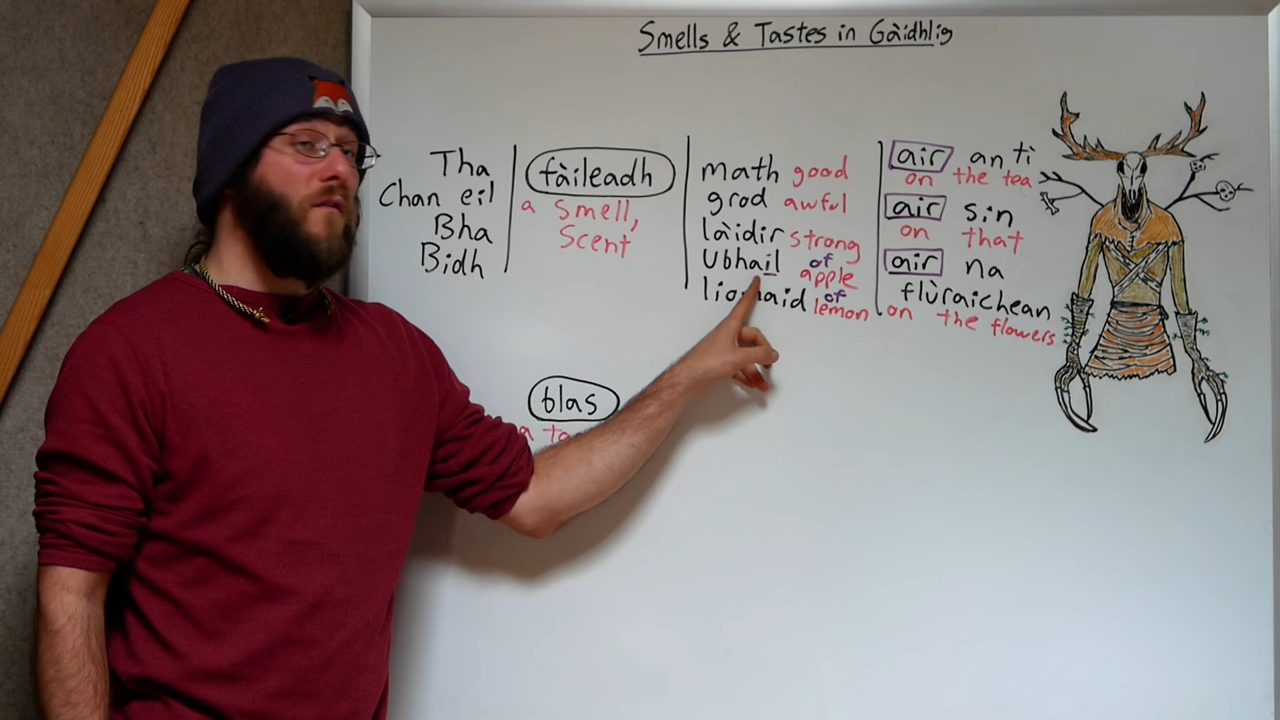 Smells & Tastes in Gàidhlig
Tha
Chan eil
Bha
Bidh
fàileadh
a smell,
scent
math good
grod awful
làidir strong
ubhail of apple
of lemon
air an tì
on the tea
air sin
on that
air na
flùraichean
on the flowers
blas
a